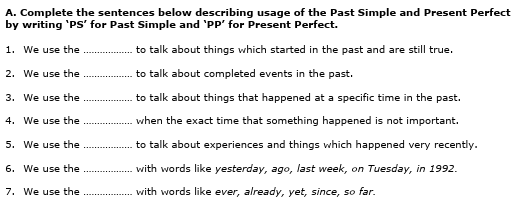 A. Complete the sentences below describing usage of the Past Simple and Present Perfect
by writing ‘PS’ for Past Simple and ‘PP’ for Present Perfect.
1. We use the .................. to talk about things which started in the past and are still true.
2. We use the .................. to talk about completed events in the past.
3. We use the .................. to talk about things that happened at a specific time in the past.
4. We use the .................. when the exact time that something happened is not important.
5. We use the .................. to talk about experiences and things which happened very recently.
6. We use the .................. with words like yesterday, ago, last week, on Tuesday, in 1992.
7. We use the .................. with words like ever, already, yet, since, so far.